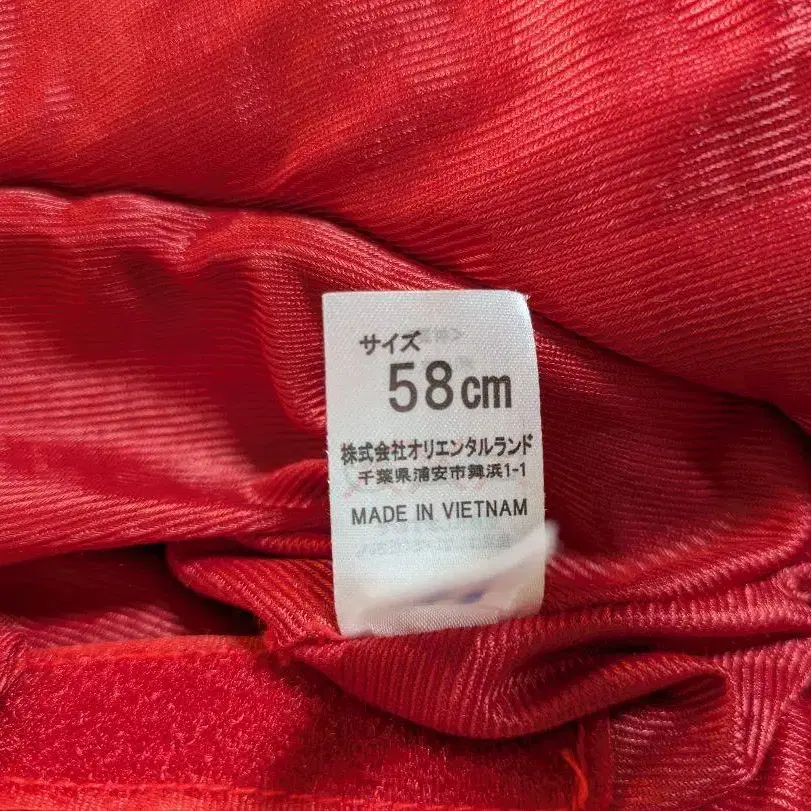 サイズ
58cm
株式会社オリエンタルランド
千葉県浦安市舞浜1-1
MADE IN VIETNAM